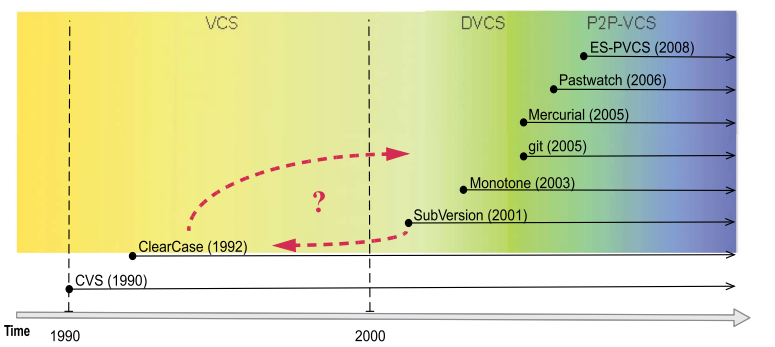 VCS DVCS P2P-VCS
ES-PVCS (2008)
Pastwatch (2006)
Mercurial (2005)
git (2005)
Monotone (2003)
?
SubVersion (2001)
ClearCase (1992)
CVS (1990)
Time
1990 2000